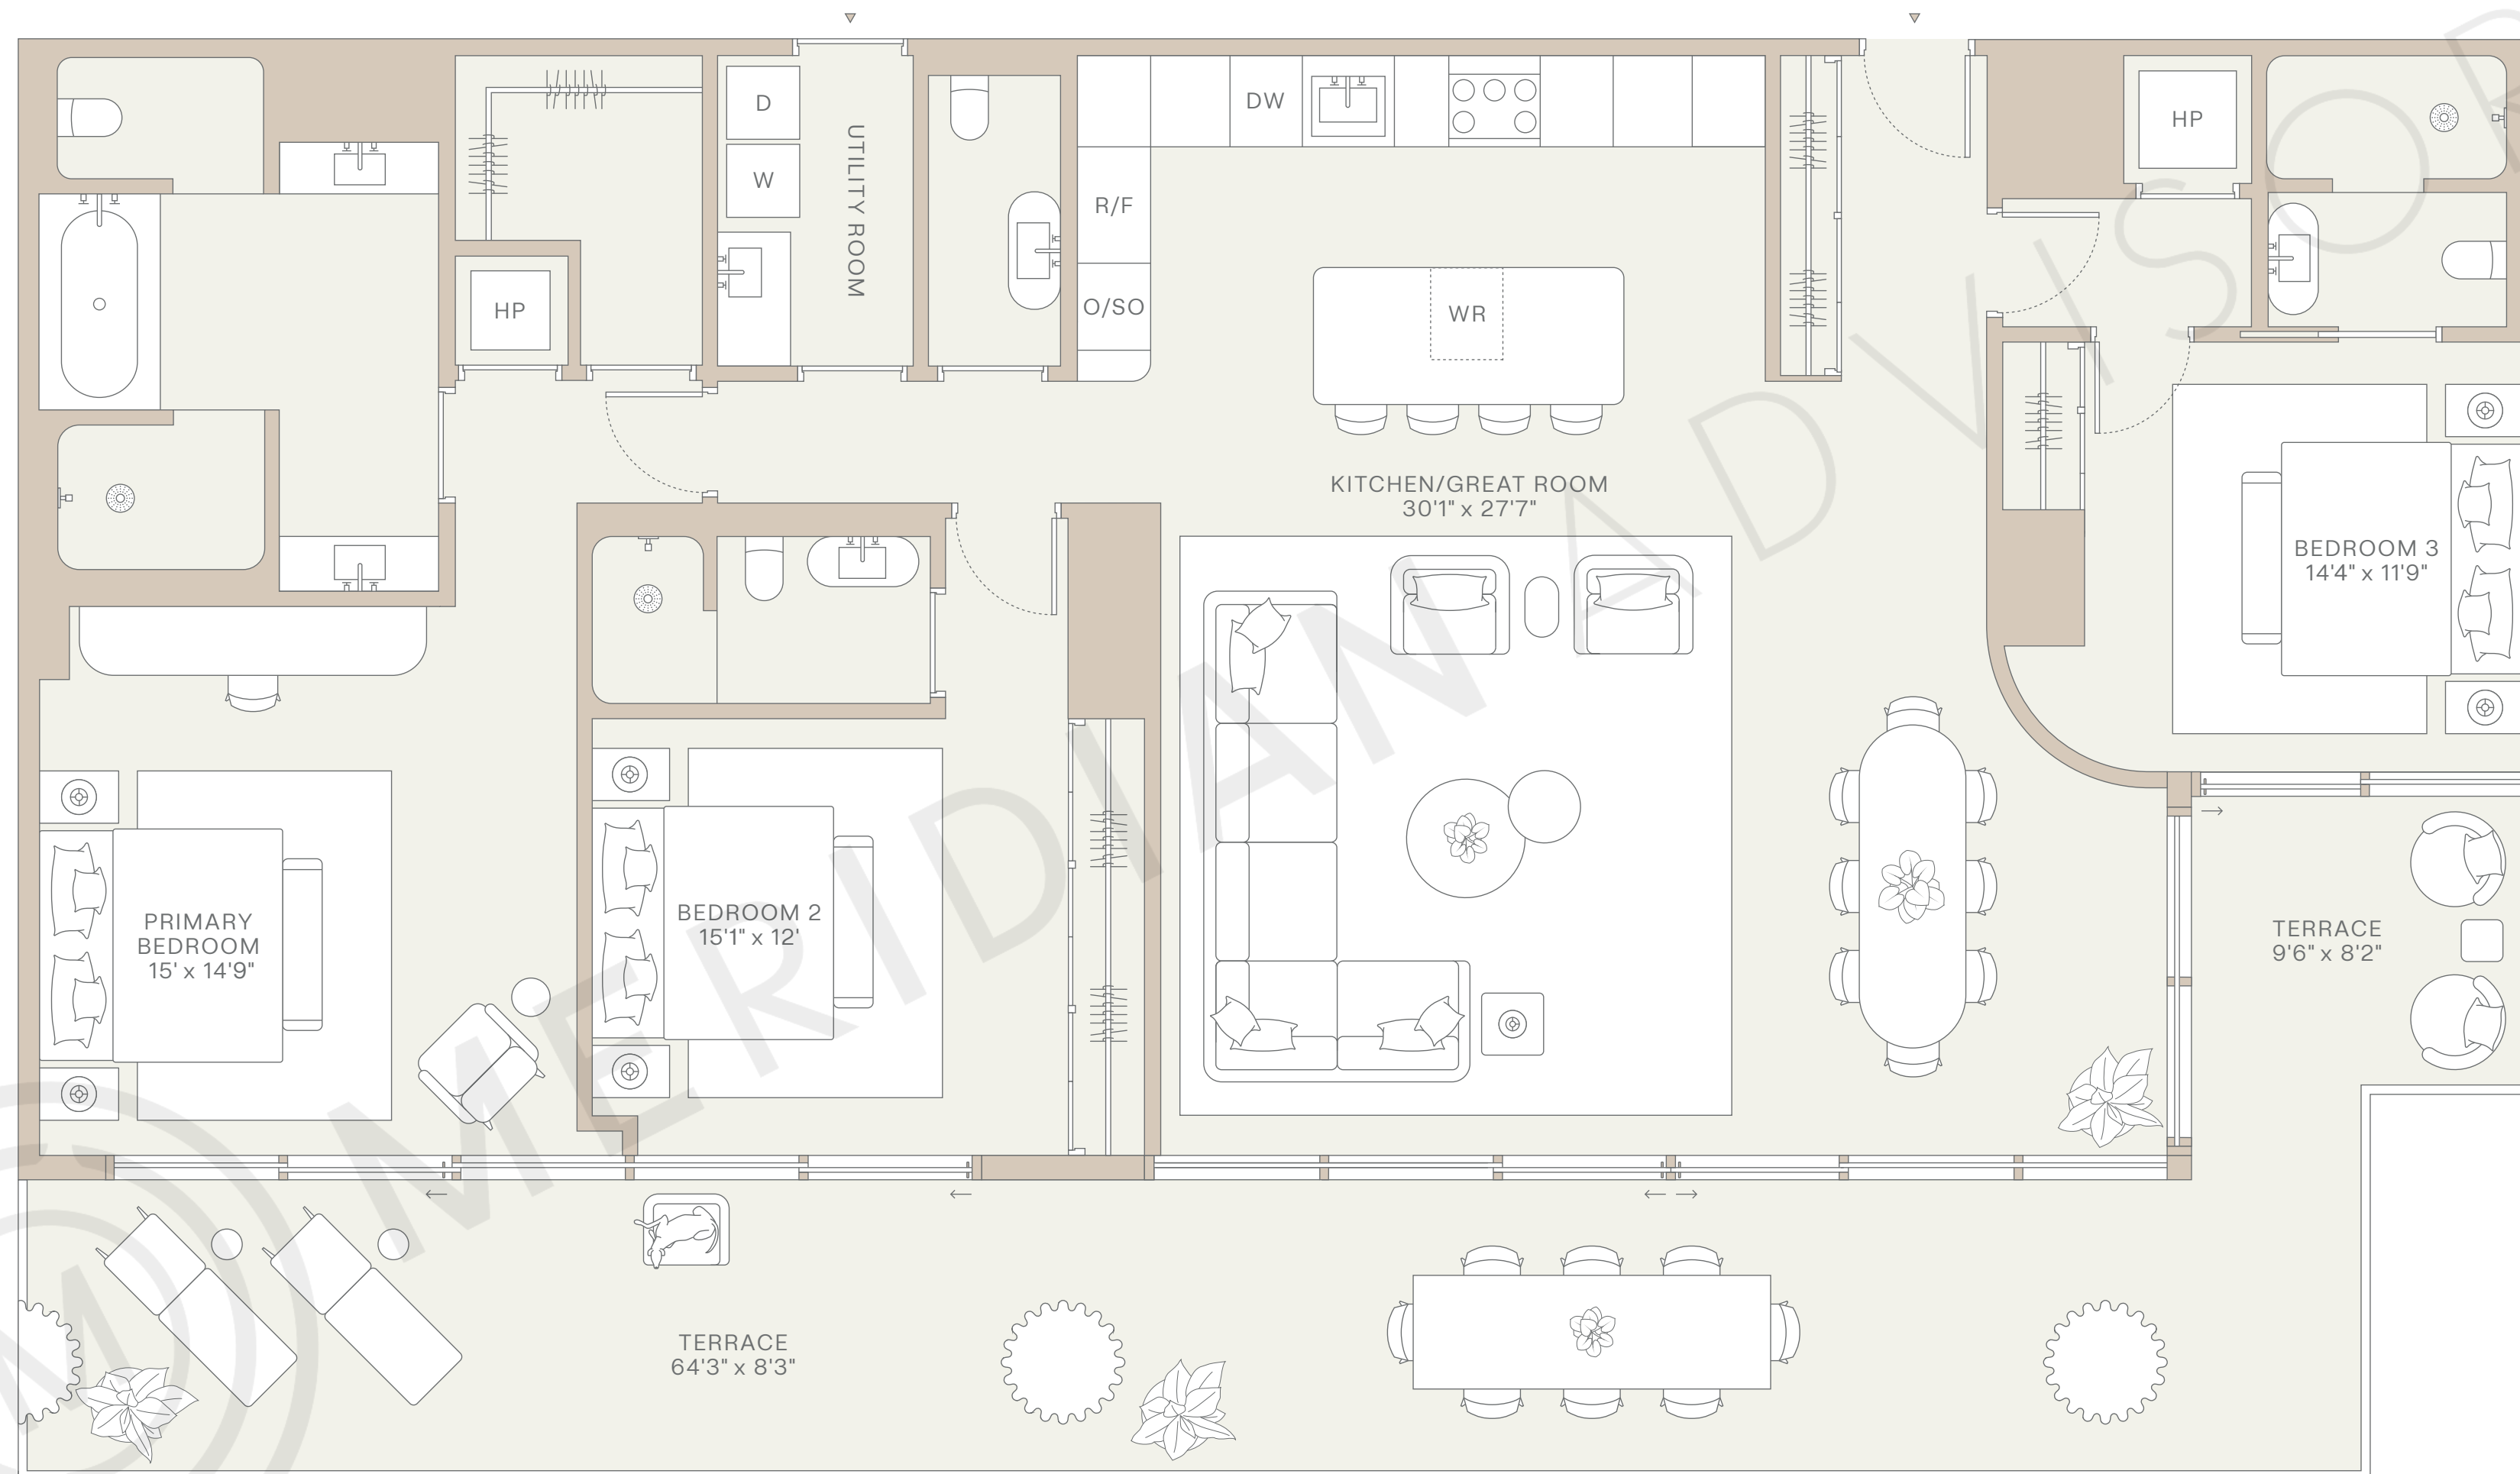 D
W
UTILITY ROOM
HP
DW
R/F
O/SO
WR
HP
KITCHEN/GREAT ROOM
30'1" x 27'7"
BEDROOM 3
14'4" x 11'9"
PRIMARY
BEDROOM
15' x 14'9"
BEDROOM 2
15'1" x 12'
TERRACE
9'6" x 8'2"
TERRACE
64'3" x 8'3"
M MERIDIAN ADVISOR